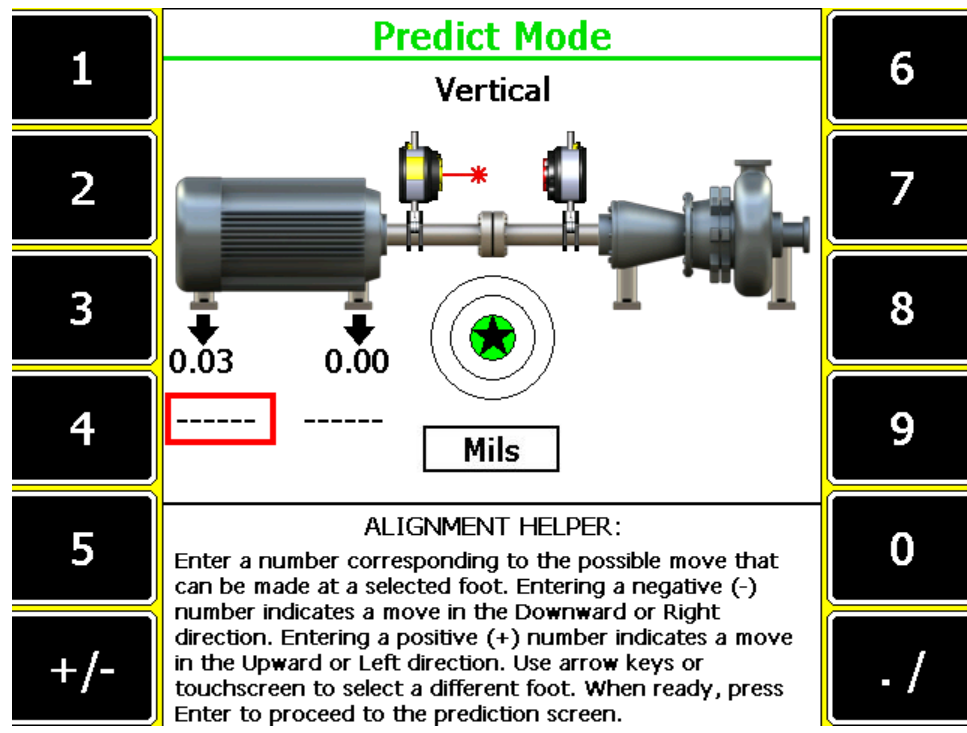 Predict Mode
Vertical
1
2
3
4
5
+/-
6
7
8
9
0
. /
0.03 0.00
------ ------
Mils
ALIGNMENT HELPER:
Enter a number corresponding to the possible move that
can be made at a selected foot. Entering a negative (-)
number indicates a move in the Downward or Right
direction. Entering a positive (+) number indicates a move
in the Upward or Left direction. Use arrow keys or
touchscreen to select a different foot. When ready, press
Enter to proceed to the prediction screen.